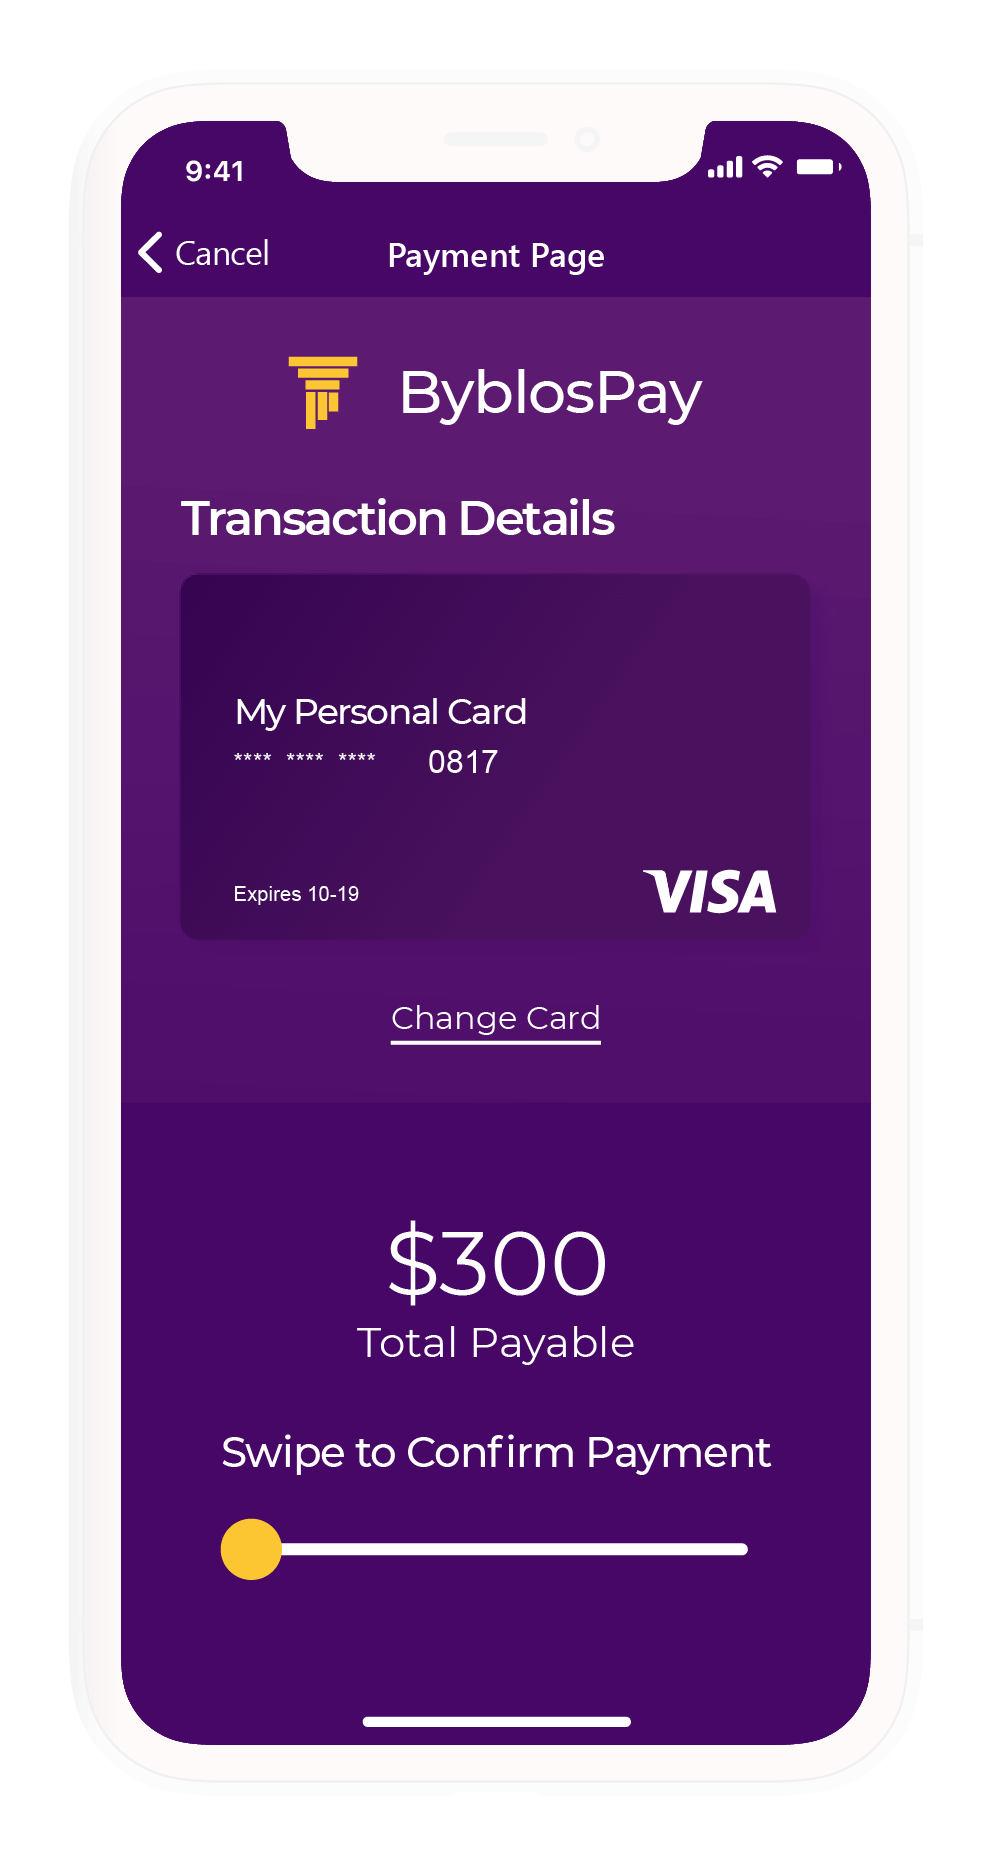 9:41
Cancel
Payment Page
ByblosPay
Transaction Details
My Personal Card
**** **** **** 0817
Expires 10-19
VISA
Change Card
$300
Total Payable
Swipe to Confirm Payment